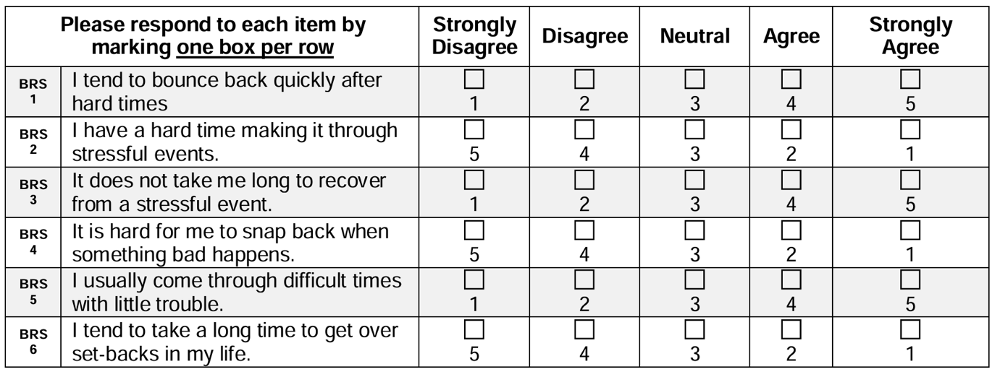 Please respond to each item by
marking one box per row
Strongly
Disagree
Disagree
Neutral
Agree
Strongly
Agree
BRS
1
I tend to bounce back quickly after
hard times
1 2 3 4 5
BRS
2
I have a hard time making it through
stressful events.
5 4 3 2 1
BRS
3
It does not take me long to recover
from a stressful event.
1 2 3 4 5
BRS
4
It is hard for me to snap back when
something bad happens.
5 4 3 2 1
BRS
5
I usually come through difficult times
with little trouble.
1 2 3 4 5
BRS
6
I tend to take a long time to get over
set-backs in my life.
5 4 3 2 1